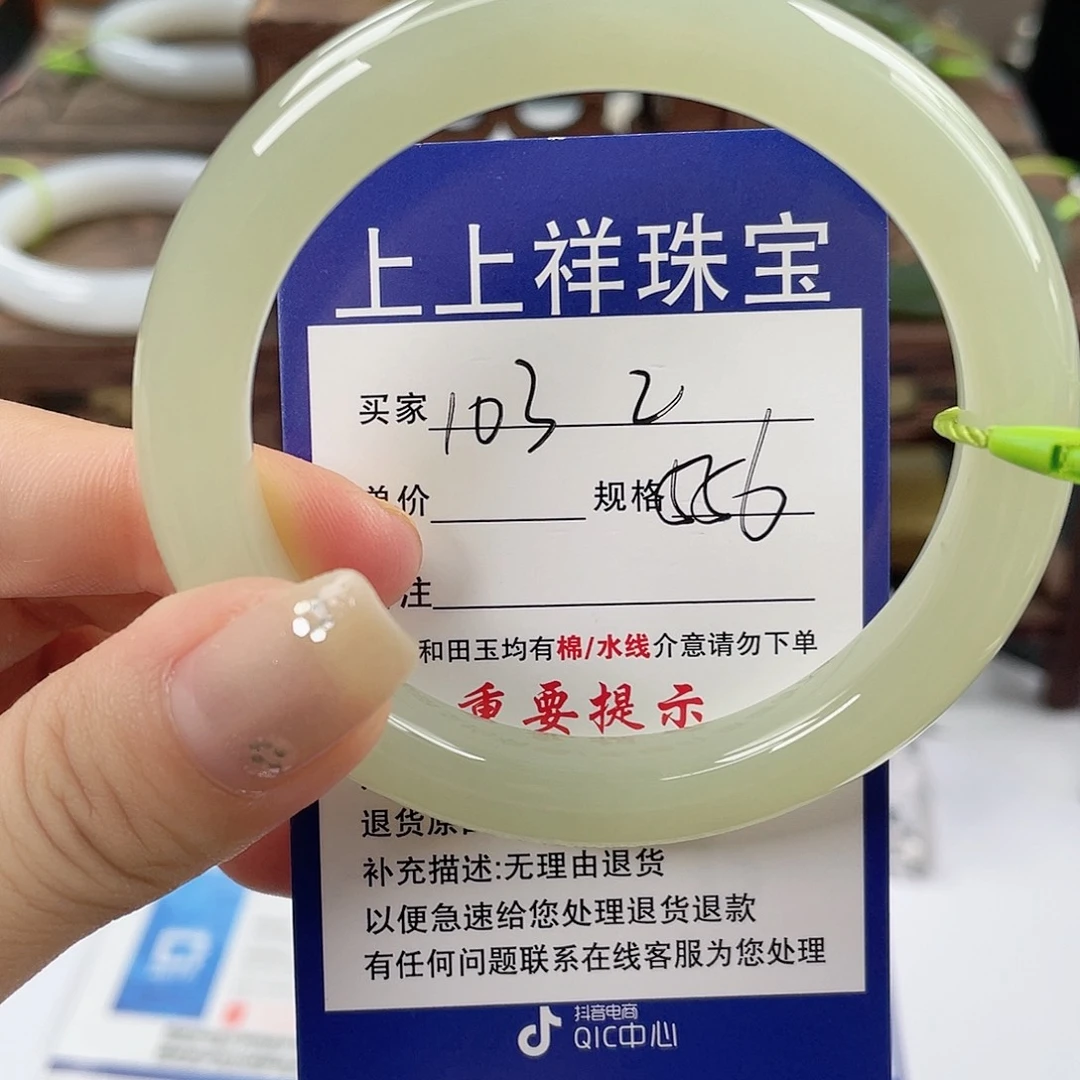 上上祥珠宝
买家 103 2
单价 规格 556
注
和田玉均有棉/水线介意请勿下单
重要提示
退货原
补充描述:无理由退货
以便急速给您处理退货退款
有任何问题联系在线客服为您处理
抖音电商
QIC中心